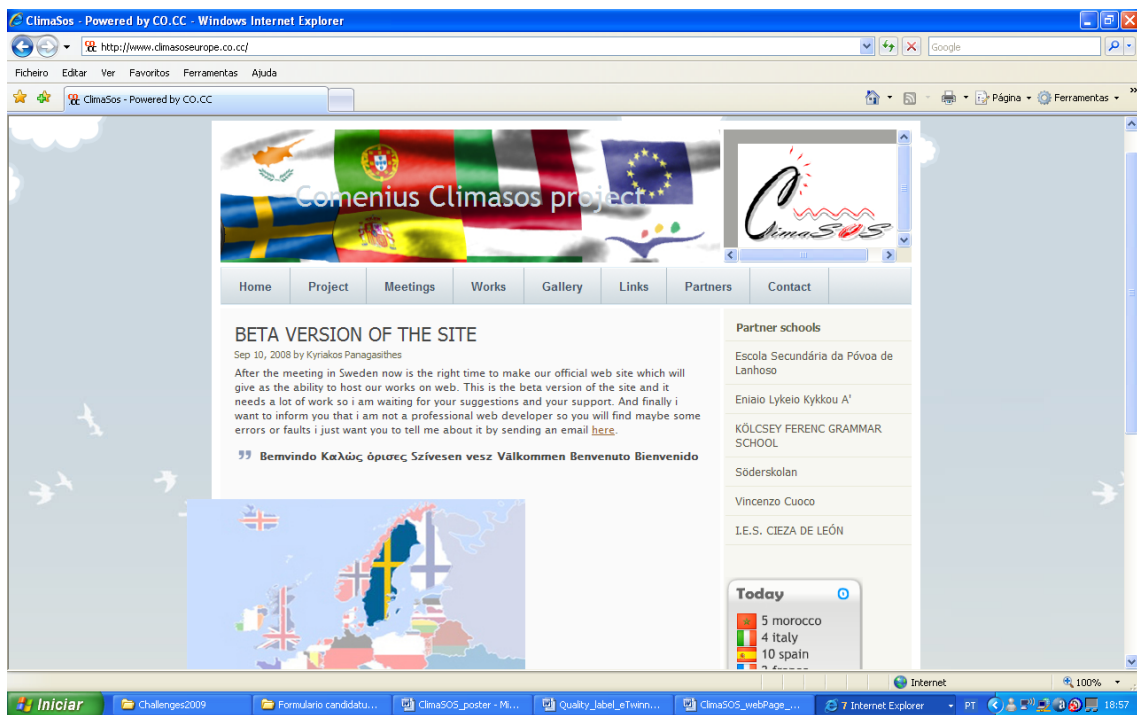 ClimaSos - Powered by CO.CC - Windows Internet Explorer
http://www.climasoseurope.co.cc/
Google
Ficheiro Editar Ver Favoritos Ferramentas Ajuda
ClimaSos - Powered by CO.CC
Página
Ferramentas
Comenius Climasos project
ClimaSOS
Home Project Meetings Works Gallery Links Partners Contact
BETA VERSION OF THE SITE
Sep 10, 2008 by Kyriakos Panagasithes
After the meeting in Sweden now is the right time to make our official web site which will
give as the ability to host our works on web. This is the beta version of the site and it
needs a lot of work so i am waiting for your suggestions and your support. And finally i
want to inform you that i am not a professional web developer so you will find maybe some
errors or faults i just want you to tell me about it by sending an email here.
Bemvindo Καλώς όρισες Szívesen vesz Välkommen Benvenuto Bienvenido
Partner schools
Escola Secundária da Póvoa de
Lanhoso
Eniaio Lykeio Kykkou A'
KÖLCSEY FERENC GRAMMAR
SCHOOL
Söderskolan
Vincenzo Cuoco
I.E.S. CIEZA DE LEÓN
Today
5 morocco
4 italy
10 spain
Internet
100%
Iniciar
Challenges2009
Formulario candidatu...
ClimaSOS_poster - Mi...
Quality_label_eTwinn...
ClimaSOS_webPage_...
7 Internet Explorer
PT
18:57